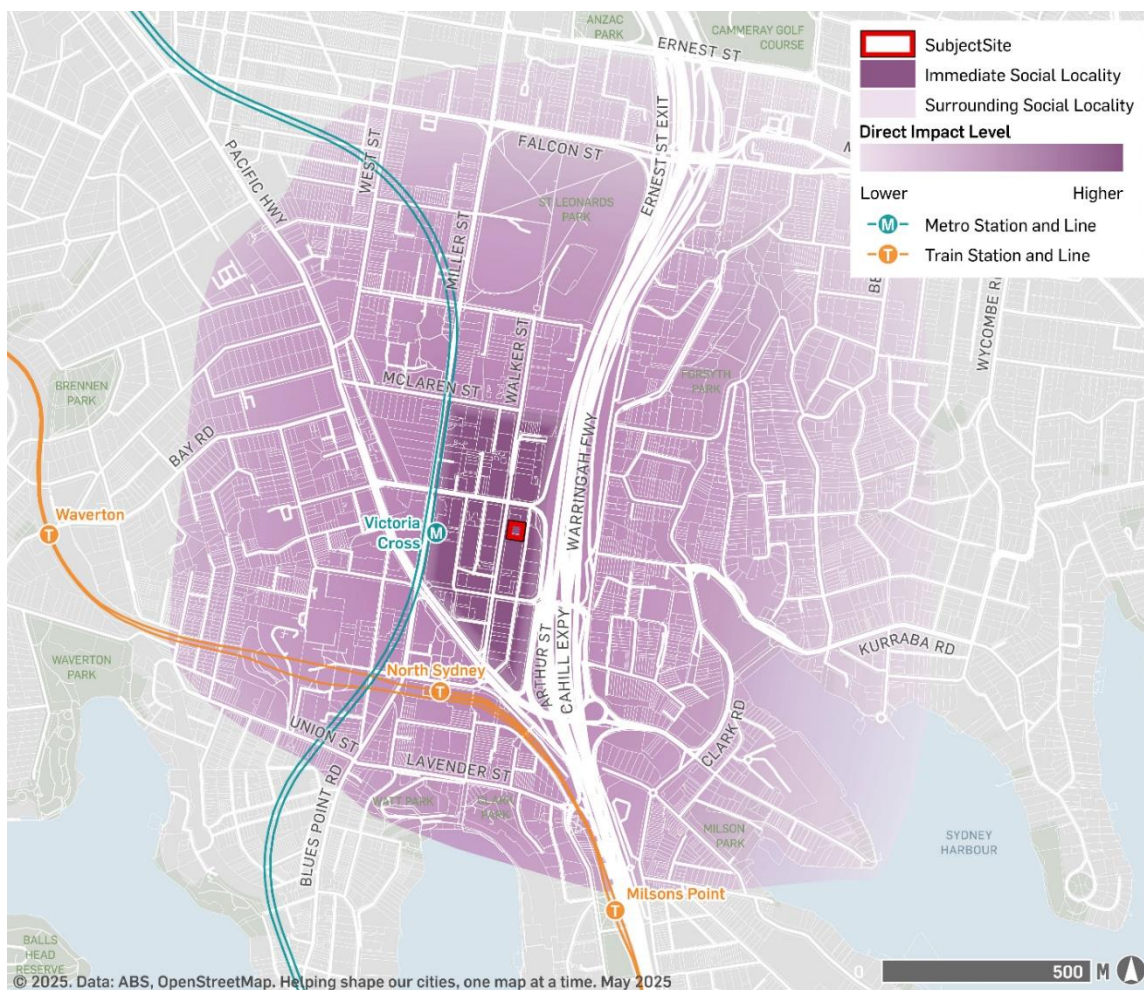 ANZAC
PARK
CAMMERAY GOLF
COURSE
ERNEST ST
SubjectSite
Immediate Social Locality
Surrounding Social Locality
Direct Impact Level
Lower
Higher
M
Metro Station and Line
T
Train Station and Line
PACIFIC HWY
WEST ST
MILLER ST
FALCON ST
ST LEONARDS
PARK
ERNEST ST EXIT
WYCOMBE R
WALKER ST
MCLAREN ST
FORSYTH
PARK
BRENNEN
PARK
BAY RD
WARRINGAH FWY
Waverton
T
Victoria
Cross
M
WAVERTON
PARK
North Sydney
T
ARTHUR ST
CAHILL EXPY
KURRABA RD
CLARK RD
UNION ST
LAVENDER ST
BLUES POINT RD
WATT PARK
CLARK
PARK
MILSON
PARK
SYDNEY
HARBOUR
Milsons Point
T
BALLS
HEAD
RESERVE
© 2025. Data: ABS, OpenStreetMap. Helping shape our cities, one map at a time. May 2025
0
500 M